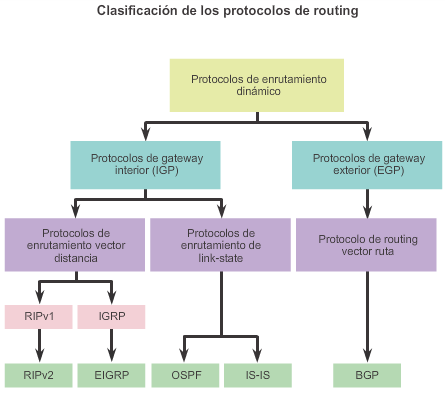 Clasificación de los protocolos de routing
Protocolos de enrutamiento
dinámico
Protocolos de gateway
interior (IGP)
Protocolos de gateway
exterior (EGP)
Protocolos de
enrutamiento vector
distancia
Protocolos de
enrutamiento de
link-state
Protocolo de routing
vector ruta
RIPv1
IGRP
RIPv2
EIGRP
OSPF
IS-IS
BGP